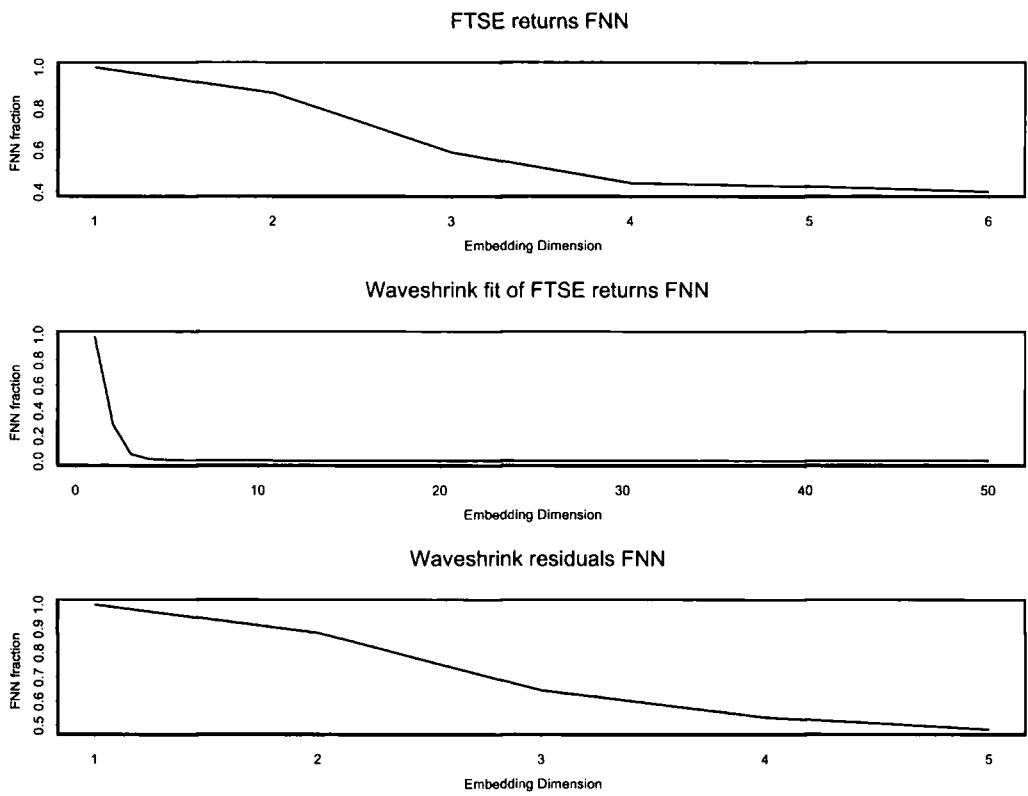 FTSE returns FNN
FNN fraction
1.0
0.8
0.6
0.4
1 2 3 4 5 6
Embedding Dimension
Waveshrink fit of FTSE returns FNN
FNN fraction
1.0
0.8
0.6
0.4
0.2
0.0
0 10 20 30 40 50
Embedding Dimension
Waveshrink residuals FNN
FNN fraction
1.0
0.9
0.8
0.7
0.6
0.5
1 2 3 4 5
Embedding Dimension